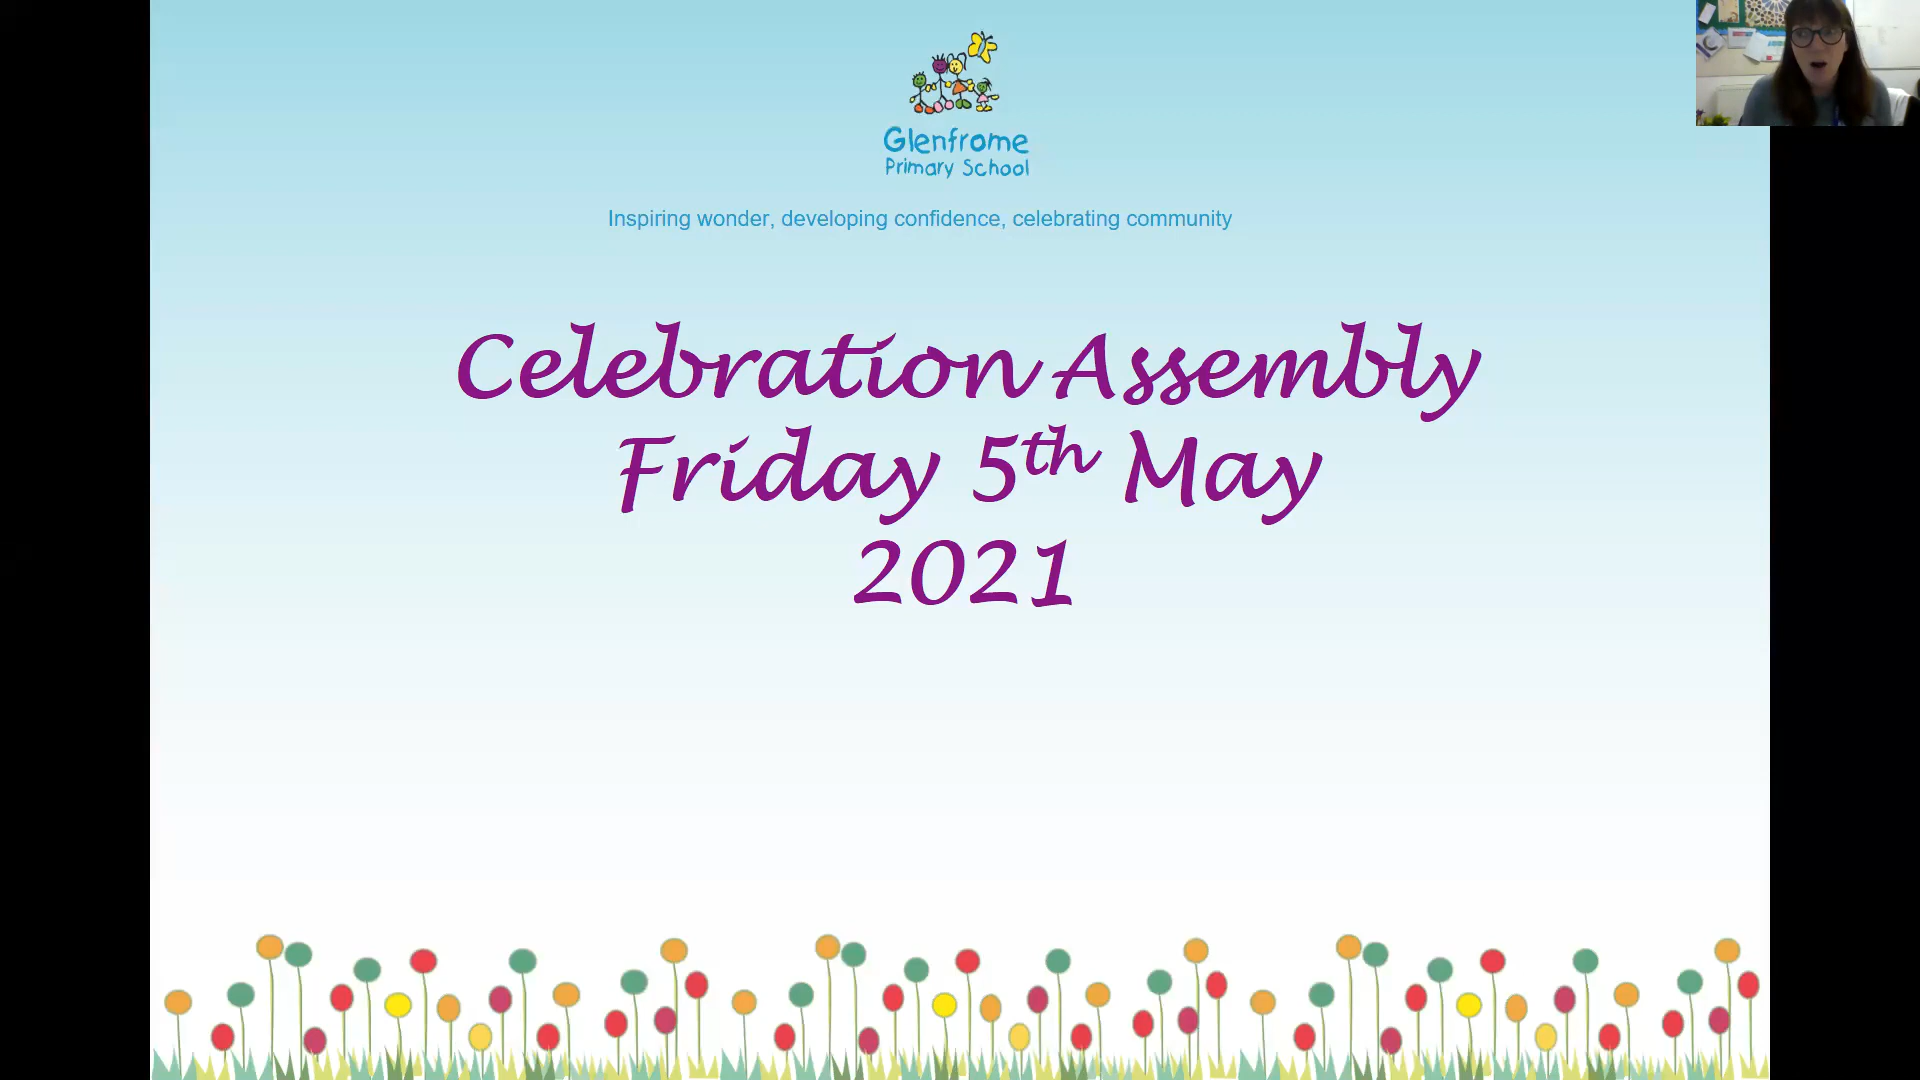 Glenfrome
Primary School
Inspiring wonder, developing confidence, celebrating community
Celebration Assembly
Friday 5th May
2021